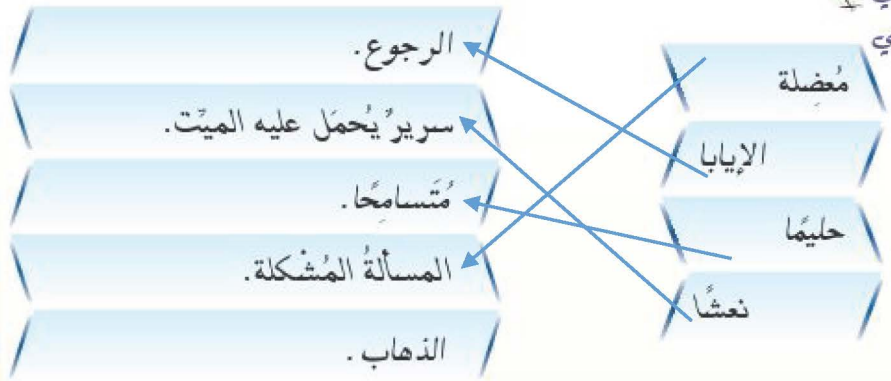 مُعضِلة
الإيابا
حليمًا
نعشًا
الرجوع.
سريرٌ يُحمَل عليه الميّت.
مُتَسامِحًا.
المسألةُ المُشْكلة.
الذهاب.